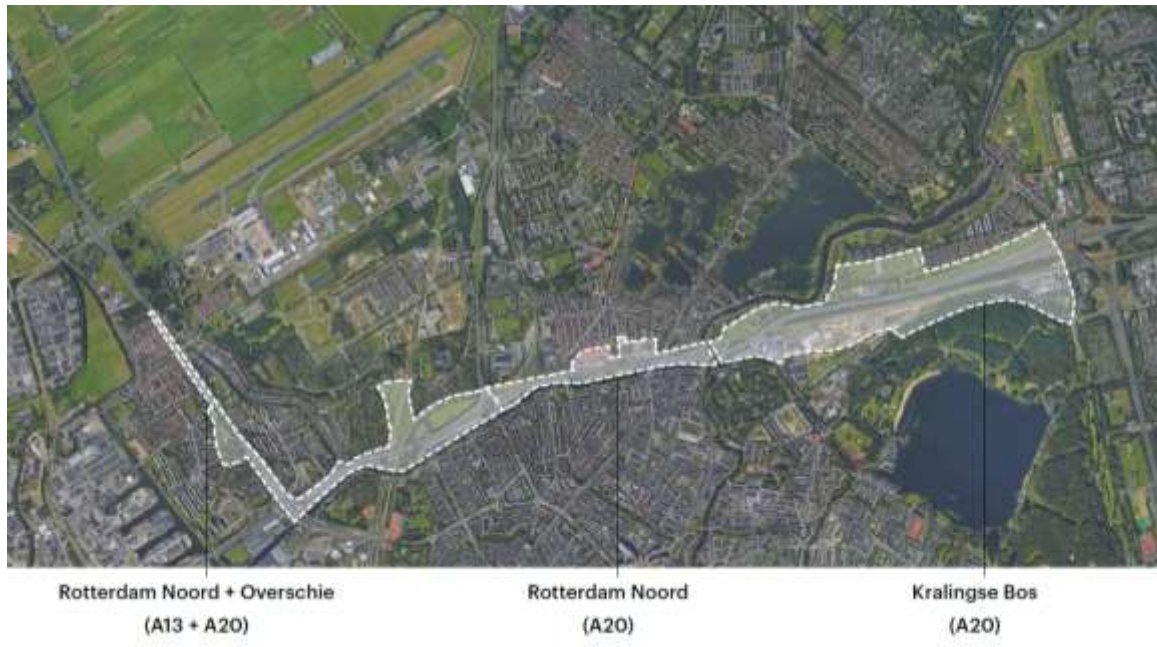 Rotterdam Noord + Overschie
(A13 + A20)
Rotterdam Noord
(A20)
Kralingse Bos
(A20)